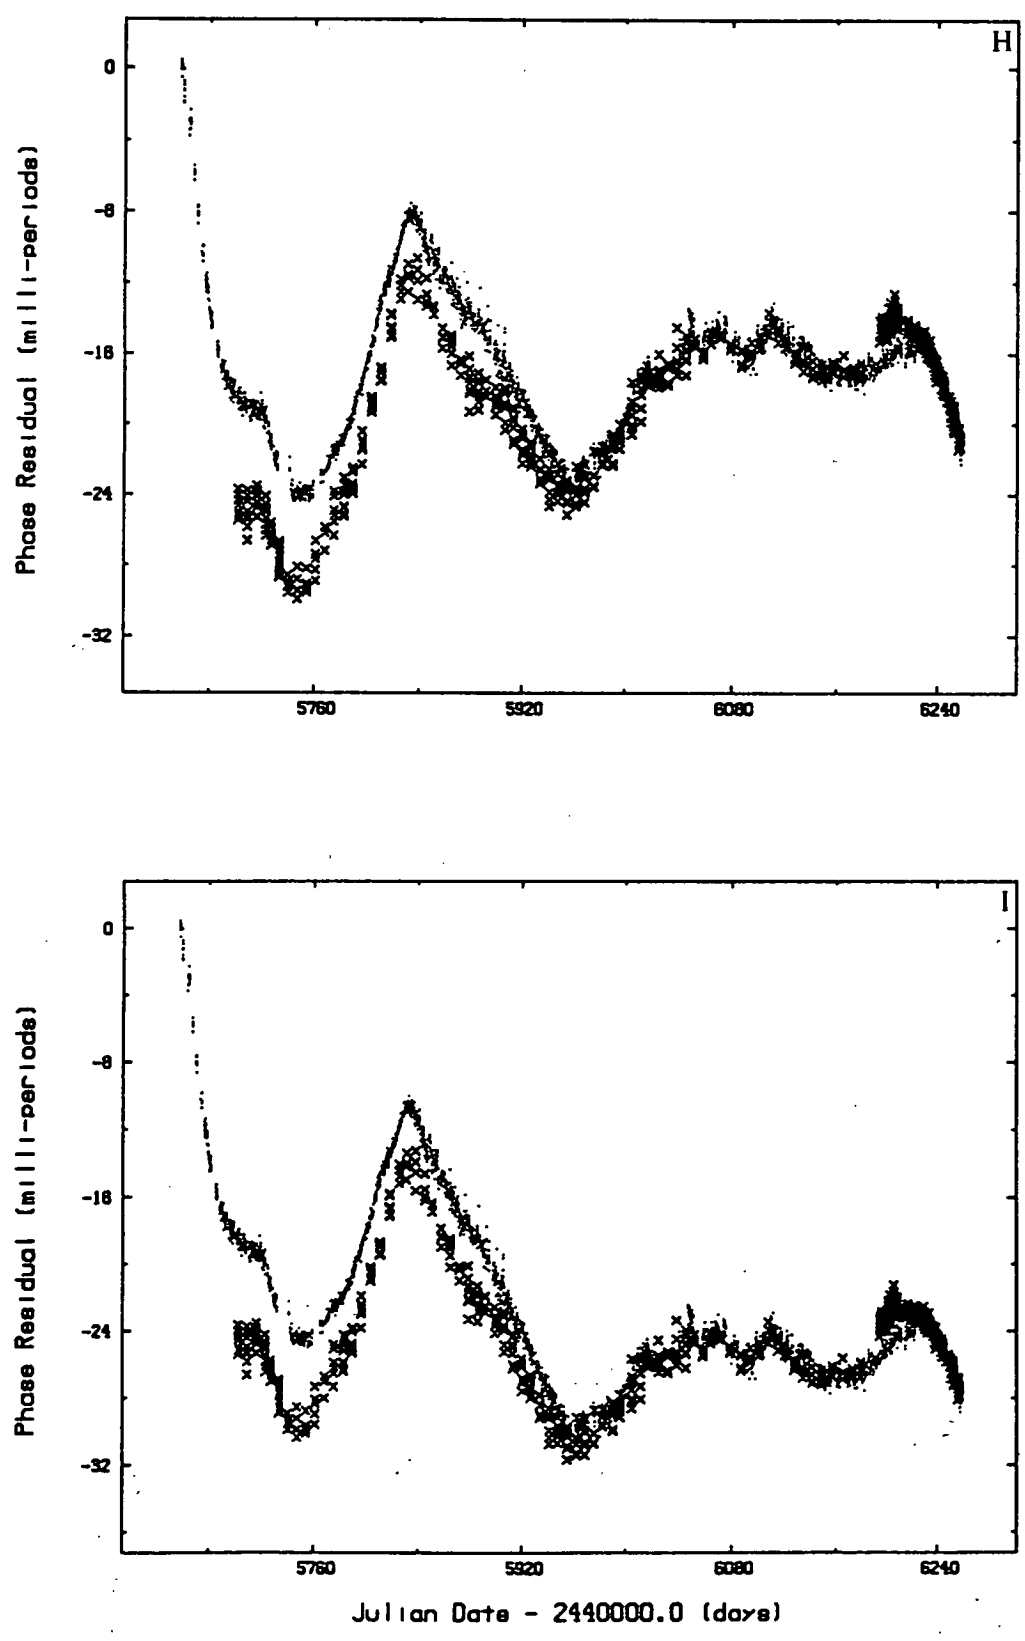 H
0
-8
-16
-24
-32
Phase Residual (milli-periods)
5760 5920 6080 6240
I
0
-8
-16
-24
-32
Phase Residual (milli-periods)
5760 5920 6080 6240
Julian Date - 2440000.0 (days)